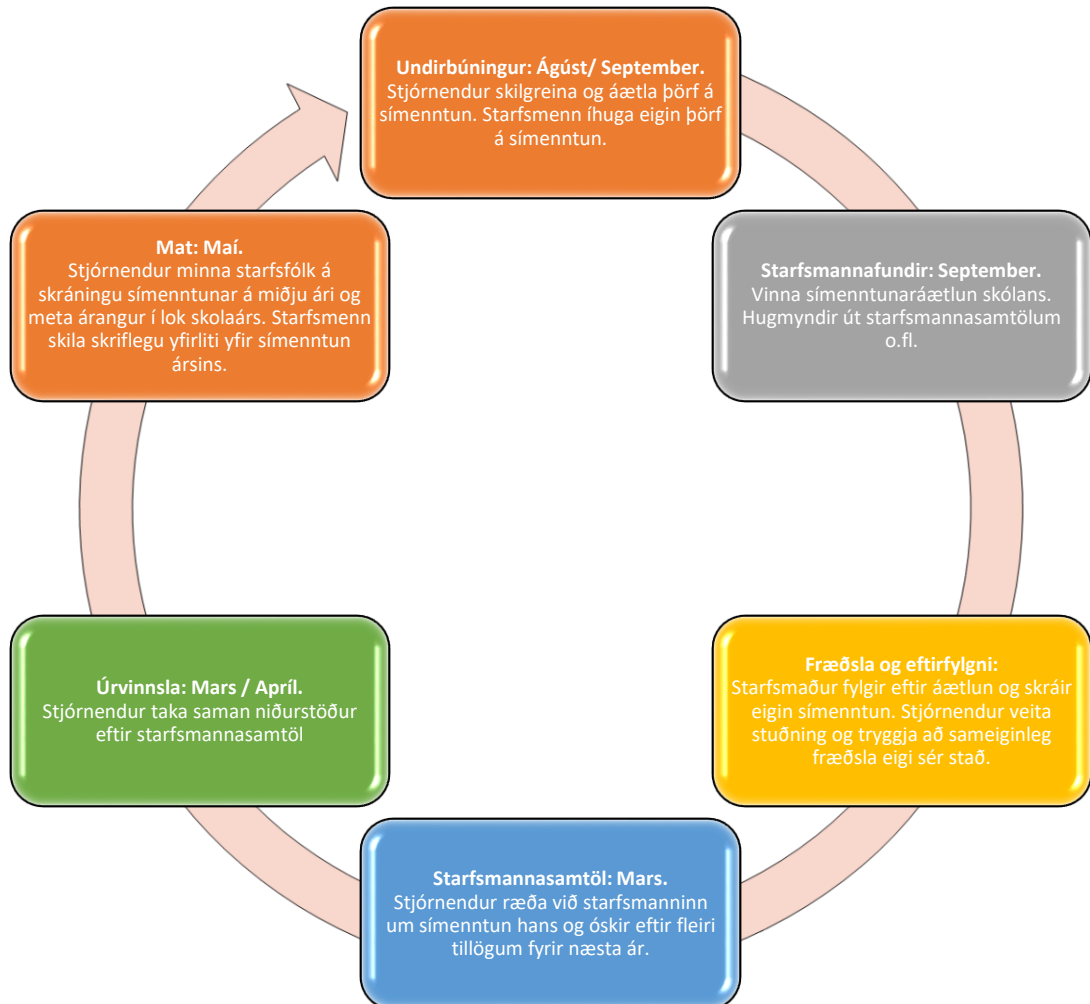 Undirbúningur: Ágúst/ September.
Stjórnendur skilgreina og áætla þörf á
símenntun. Starfsmenn íhuga eigin þörf
á símenntun.
Starfsmannafundir: September.
Vinna símenntunaráætlun skólans.
Hugmyndir út starfsmannasamtölum
o.fl.
Fræðsla og eftirfylgni:
Starfsmaður fylgir eftir áætlun og skráir
eigin símenntun. Stjórnendur veita
stuðning og tryggja að sameiginleg
fræðsla eigi sér stað.
Starfsmannasamtöl: Mars.
Stjórnendur ræða við starfsmanninn
um símenntun hans og óskir eftir fleiri
tillögum fyrir næsta ár.
Úrvinnsla: Mars / Apríl.
Stjórnendur taka saman niðurstöður
eftir starfsmannasamtöl
Mat: Maí.
Stjórnendur minna starfsfólk á
skráningu símenntunar á miðju ári og
meta árangur í lok skolaárs. Starfsmenn
skila skriflegu yfirliti yfir símenntun
ársins.